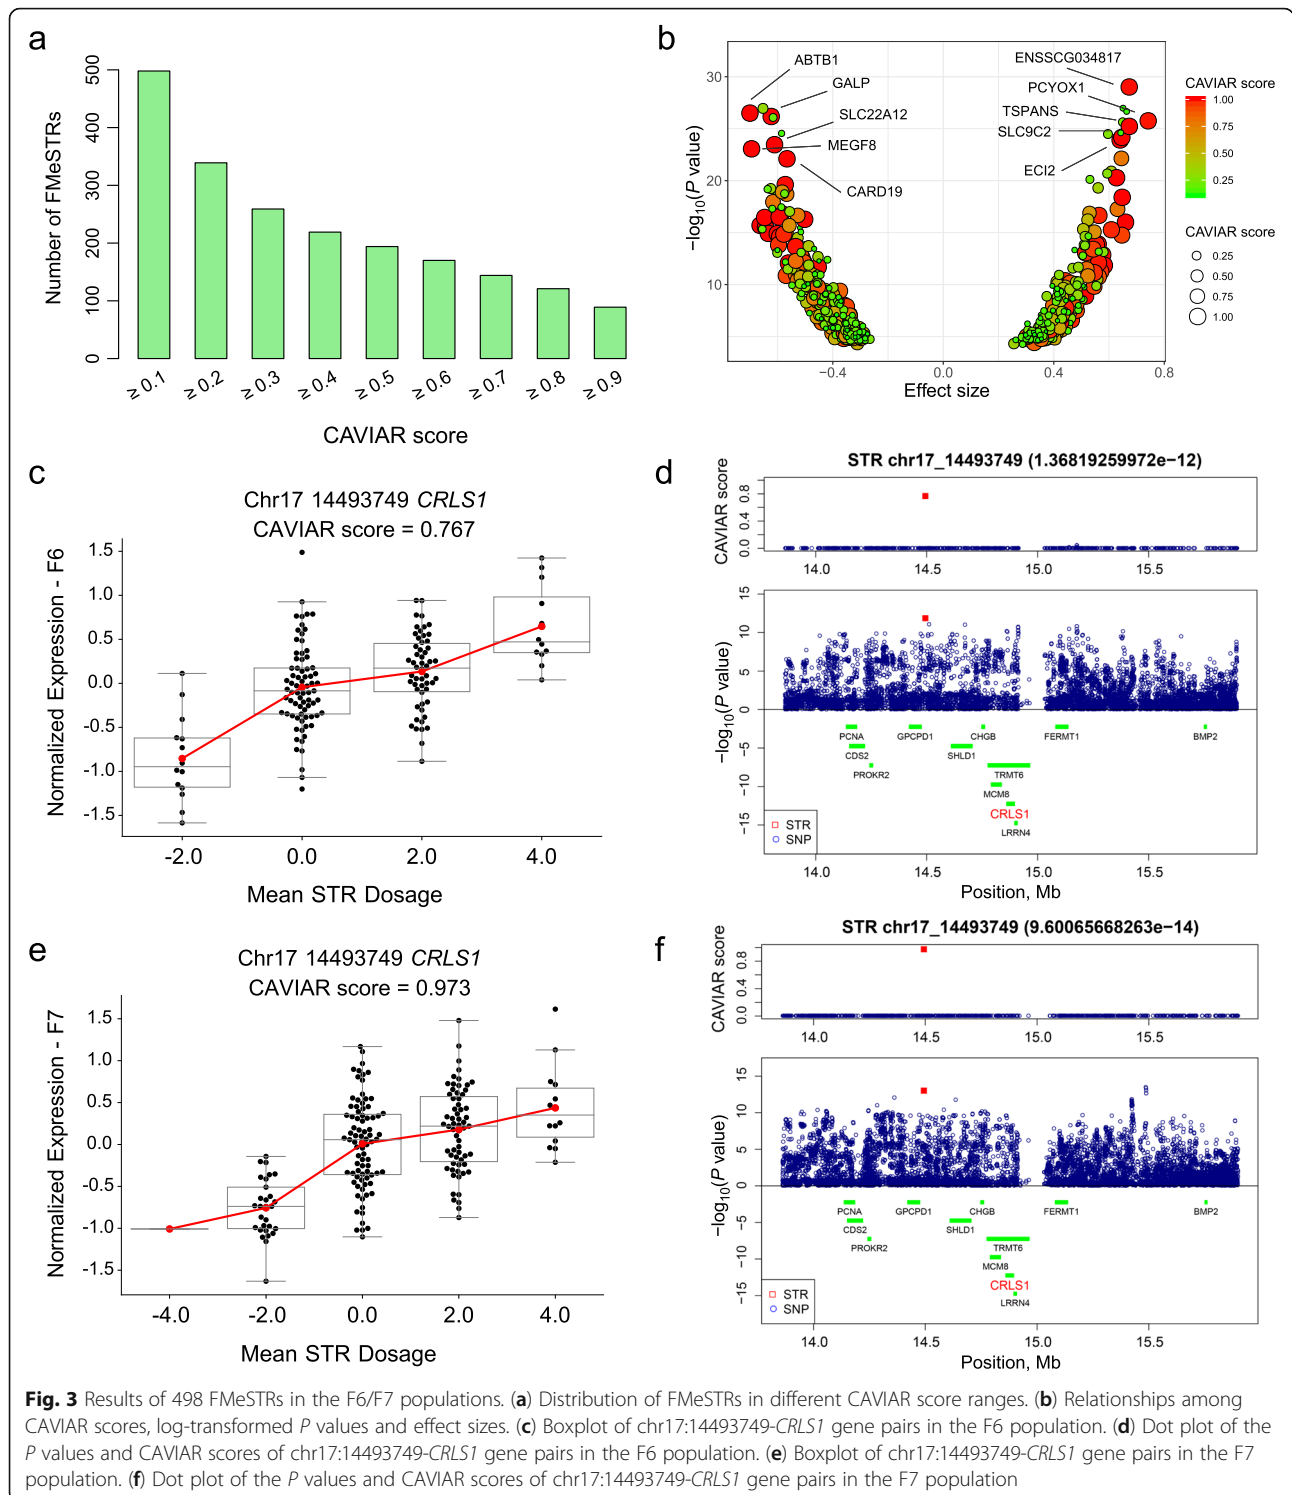 a
500
400
300
200
100
0
Number of FMeSTRs
≥ 0.1
≥ 0.2
≥ 0.3
≥ 0.4
≥ 0.5
≥ 0.6
≥ 0.7
≥ 0.8
≥ 0.9
CAVIAR score
b
30
20
10
−log10(P value)
ABTB1
GALP
SLC22A12
MEGF8
CARD19
ENSSCG034817
PCYOX1
TSPANS
SLC9C2
ECI2
−0.4
0.0
0.4
0.8
Effect size
CAVIAR score
1.00
0.75
0.50
0.25
CAVIAR score
0.25
0.50
0.75
1.00
c
Chr17 14493749 CRLS1
CAVIAR score = 0.767
1.5
1.0
0.5
0.0
-0.5
-1.0
-1.5
Normalized Expression - F6
-2.0
0.0
2.0
4.0
Mean STR Dosage
d
STR chr17_14493749 (1.36819259972e−12)
CAVIAR score
0.8
0.4
0.0
14.0
14.5
15.0
15.5
15
10
5
0
−5
−10
−15
−log10(P value)
PCNA
GPCPD1
CHGB
FERMT1
BMP2
CDS2
SHLD1
PROKR2
TRMT6
MCM8
CRLS1
LRRN4
STR
SNP
14.0
14.5
15.0
15.5
Position, Mb
e
Chr17 14493749 CRLS1
CAVIAR score = 0.973
1.5
1.0
0.5
0.0
-0.5
-1.0
-1.5
Normalized Expression - F7
-4.0
-2.0
0.0
2.0
4.0
Mean STR Dosage
f
STR chr17_14493749 (9.60065668263e−14)
CAVIAR score
0.8
0.4
0.0
14.0
14.5
15.0
15.5
15
10
5
0
−5
−10
−15
−log10(P value)
PCNA
GPCPD1
CHGB
FERMT1
BMP2
CDS2
SHLD1
PROKR2
TRMT6
MCM8
CRLS1
LRRN4
STR
SNP
14.0
14.5
15.0
15.5
Position, Mb
Fig. 3 Results of 498 FMeSTRs in the F6/F7 populations. (a) Distribution of FMeSTRs in different CAVIAR score ranges. (b) Relationships among
CAVIAR scores, log-transformed P values and effect sizes. (c) Boxplot of chr17:14493749-CRLS1 gene pairs in the F6 population. (d) Dot plot of the
P values and CAVIAR scores of chr17:14493749-CRLS1 gene pairs in the F6 population. (e) Boxplot of chr17:14493749-CRLS1 gene pairs in the F7
population. (f) Dot plot of the P values and CAVIAR scores of chr17:14493749-CRLS1 gene pairs in the F7 population